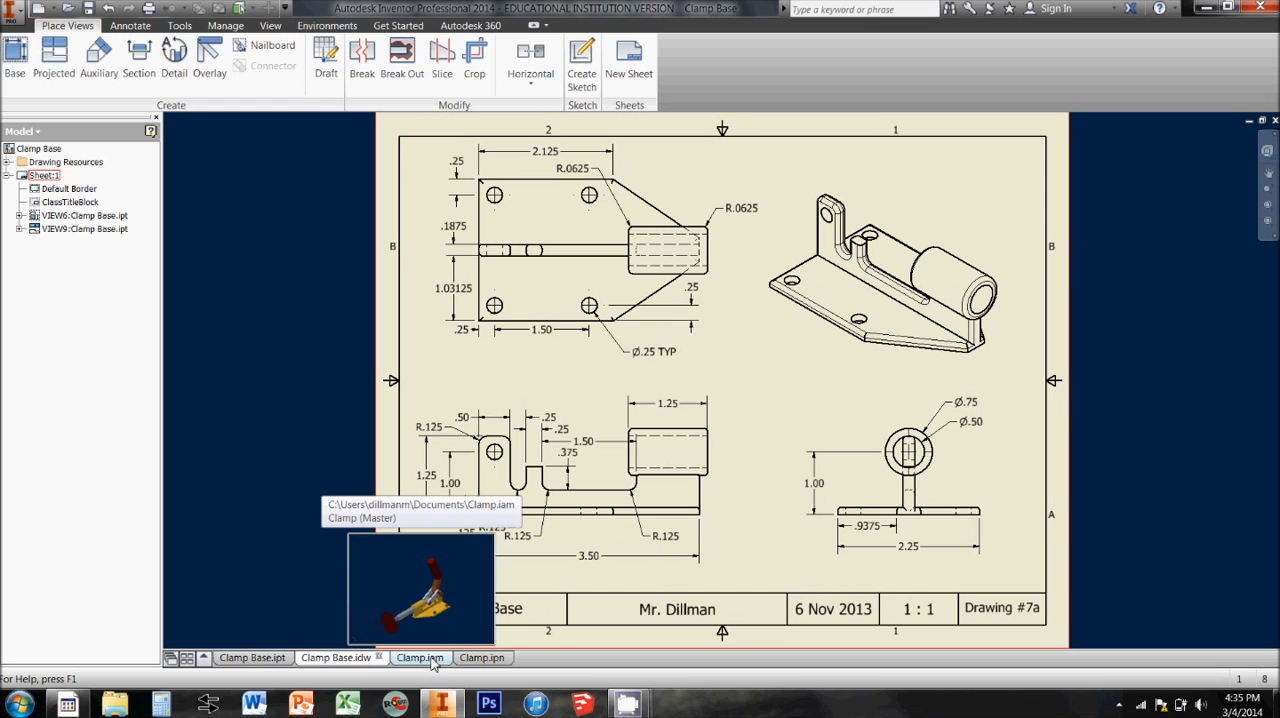 Autodesk Inventor Professional 2014 - EDUCATIONAL INSTITUTION VERSION Clamp Base
Type a keyword or phrase
Sign In
PRO
Place Views
Annotate
Tools
Manage
View
Get Started
Autodesk 360
Base
Projected
Auxiliary
Section
Detail
Overlay
Nailboard
Connector
Draft
Break
Break Out
Slice
Crop
Horizontal
Create
Sketch
New Sheet
Create
Modify
Sketch
Sheets
Model
Clamp Base
Drawing Resources
Sheet:1
Default Border
ClassTitleBlock
VIEW6:Clamp Base.ipt
VIEW9:Clamp Base.ipt
2
1
2.125
.25
R.0625
R.0625
.1875
B
B
1.03125
.25
.25
1.50
Ø.25 TYP
1.25
Ø.75
Ø.50
.50
.25
R.125
.25
1.50
.375
1.25
1.00
1.00
A
R.125
R.125
.9375
3.50
2.25
C:\Users\dillmanm\Documents\Clamp.iam
Clamp (Master)
Base
Mr. Dillman
6 Nov 2013
1 : 1
Drawing #7a
2
1
Clamp Base.ipt
Clamp Base.idw
Clamp.iam
Clamp.ipn
For Help, press F1
1
8
4:35 PM
3/4/2014